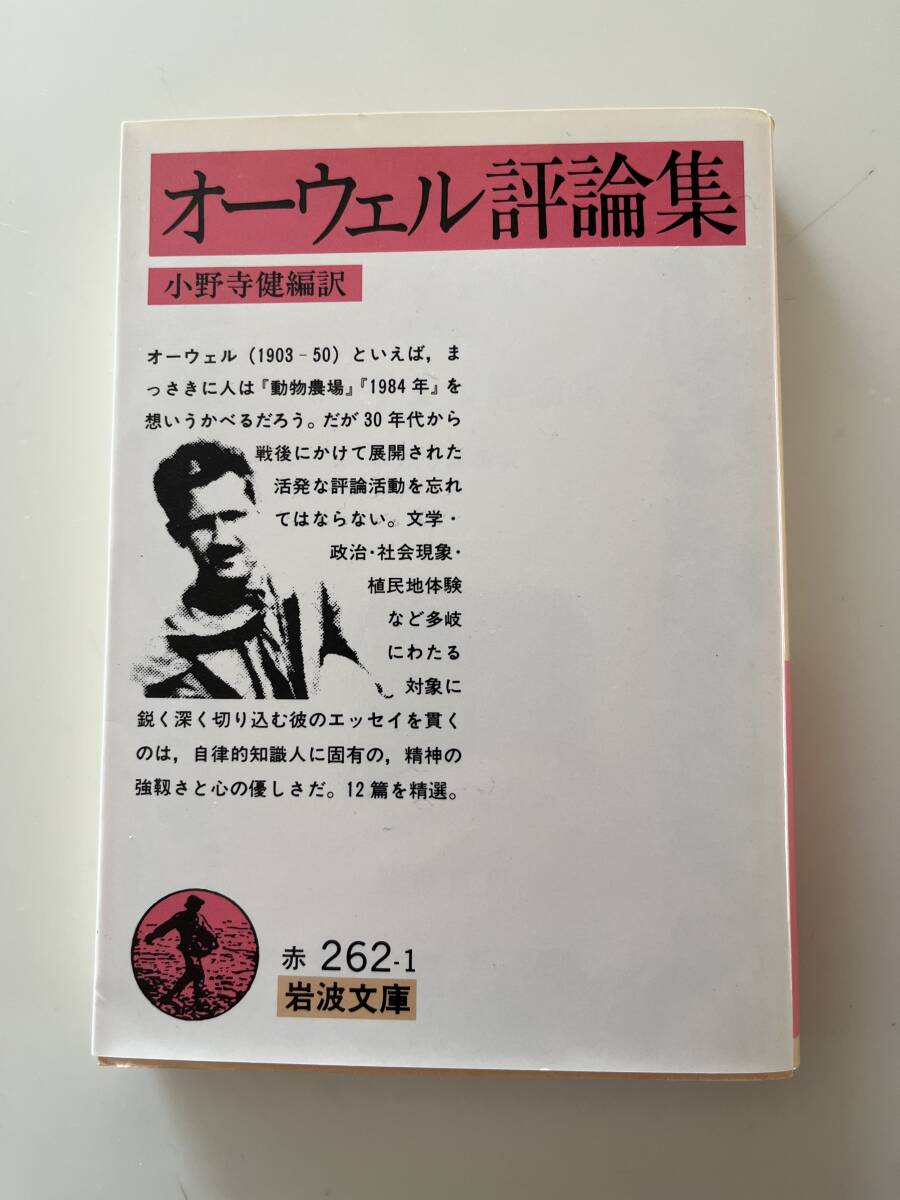 オーウェル評論集
小野寺健編訳
オーウェル(1903-50)といえば,ま
っさきに人は『動物農場』『1984年』を
想いうかべるだろう。だが30年代から
戦後にかけて展開された
活発な評論活動を忘れ
てはならない。文学・
政治・社会現象・
植民地体験
など多岐
にわたる
対象に
鋭く深く切り込む彼のエッセイを貫く
のは,自律的知識人に固有の,精神の
強靱さと心の優しさだ。12篇を精選。
赤 262-1
岩波文庫